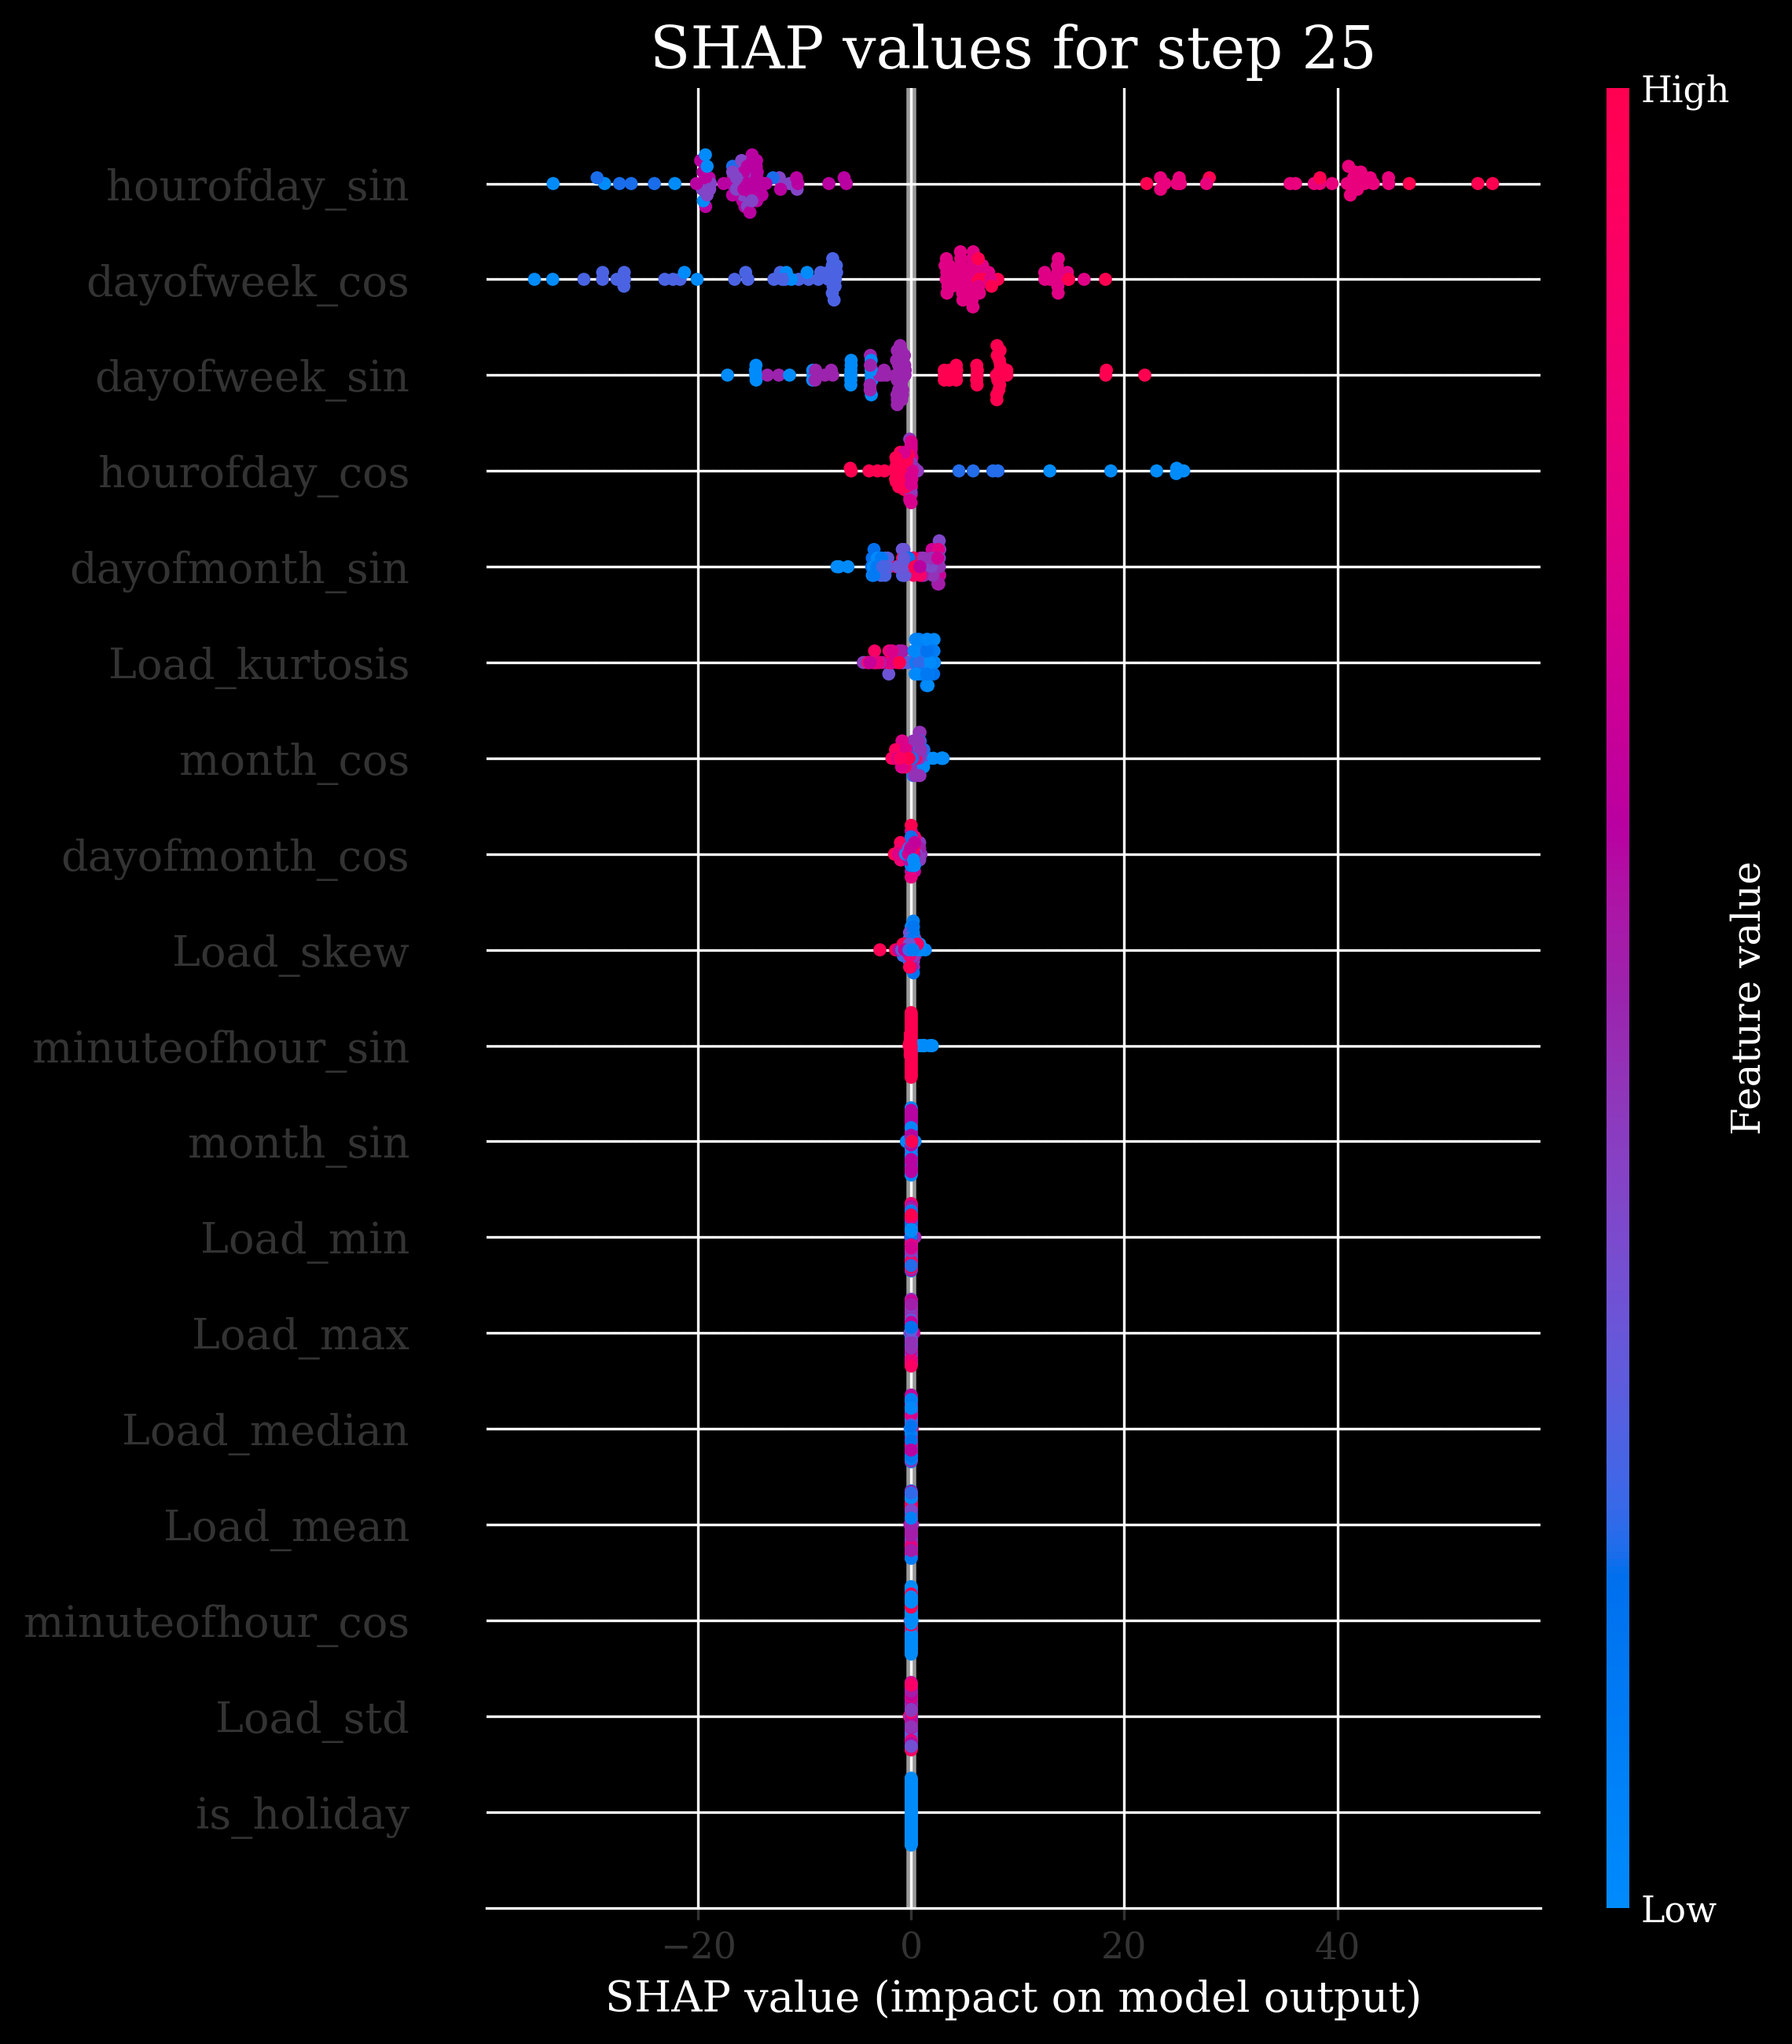 SHAP values for step 25
High
hourofday_sin
dayofweek_cos
dayofweek_sin
hourofday_cos
dayofmonth_sin
Load_kurtosis
month_cos
dayofmonth_cos
Load_skew
minuteofhour_sin
month_sin
Load_min
Load_max
Load_median
Load_mean
minuteofhour_cos
Load_std
is_holiday
Feature value
Low
−20 0 20 40
SHAP value (impact on model output)